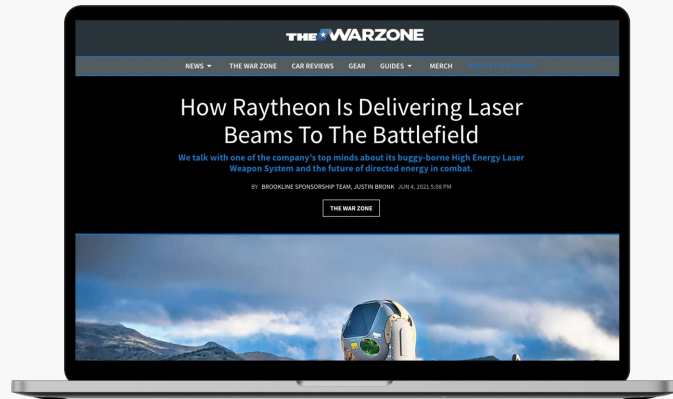 THE WARZONE
NEWS THE WAR ZONE CAR REVIEWS GEAR GUIDES MERCH
How Raytheon Is Delivering Laser
Beams To The Battlefield
We talk with one of the company's top minds about its buggy-borne High Energy Laser
Weapon System and the future of directed energy in combat.
BY BROOKLINE SPONSORSHIP TEAM, JUSTIN BRONK JUN 4, 2021 5:08 PM
THE WAR ZONE